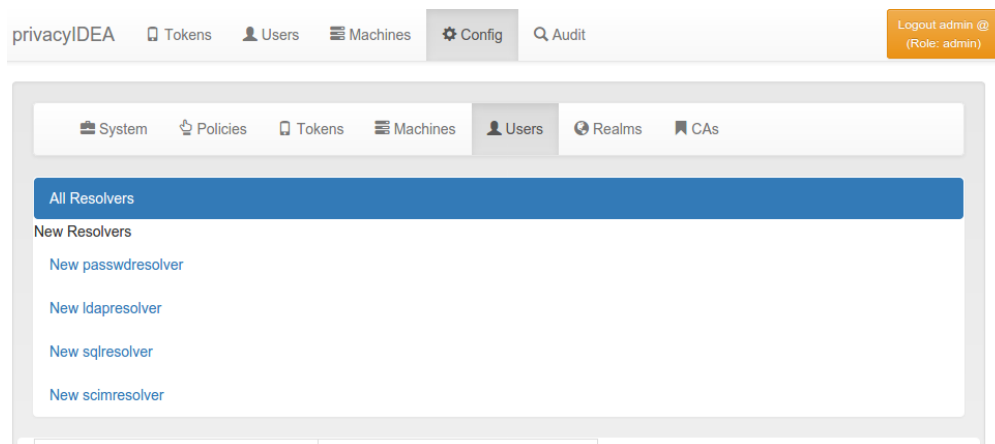 privacyIDEA Tokens Users Machines Config Audit Logout admin @
(Role: admin)
System Policies Tokens Machines Users Realms CAs
All Resolvers
New Resolvers
New passwdresolver
New ldapresolver
New sqlresolver
New scimresolver